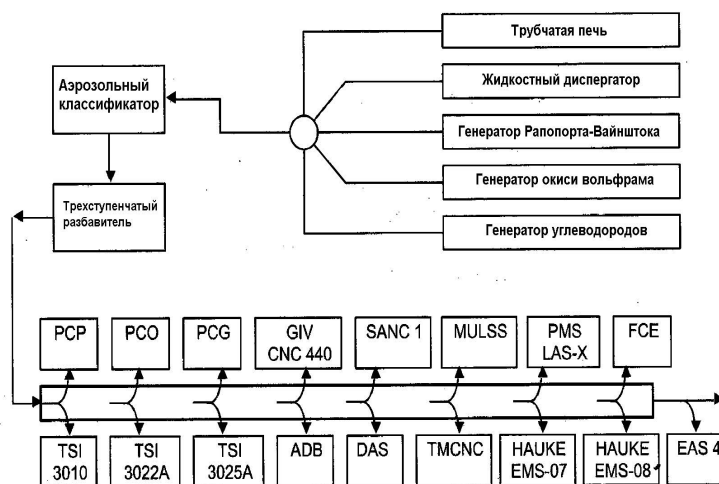 Трубчатая печь
Аэрозольный
классификатор
Жидкостный диспергатор
Генератор Рапопорта-Вайнштока
Генератор окиси вольфрама
Трехступенчатый
разбавитель
Генератор углеводородов
PCP
PCO
PCG
GIV
CNC 440
SANC 1
MULSS
PMS
LAS-X
FCE
TSI
3010
TSI
3022A
TSI
3025A
ADB
DAS
TMCNC
HAUKE
EMS-07
HAUKE
EMS-08
EAS 4